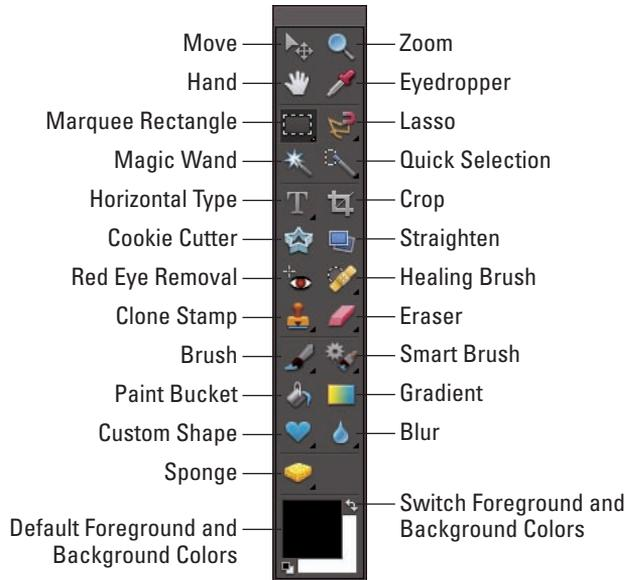 Move
Zoom
Hand
Eyedropper
Marquee Rectangle
Lasso
Magic Wand
Quick Selection
Horizontal Type
Crop
Cookie Cutter
Straighten
Red Eye Removal
Healing Brush
Clone Stamp
Eraser
Brush
Smart Brush
Paint Bucket
Gradient
Custom Shape
Blur
Sponge
Switch Foreground and
Background Colors
Default Foreground and
Background Colors